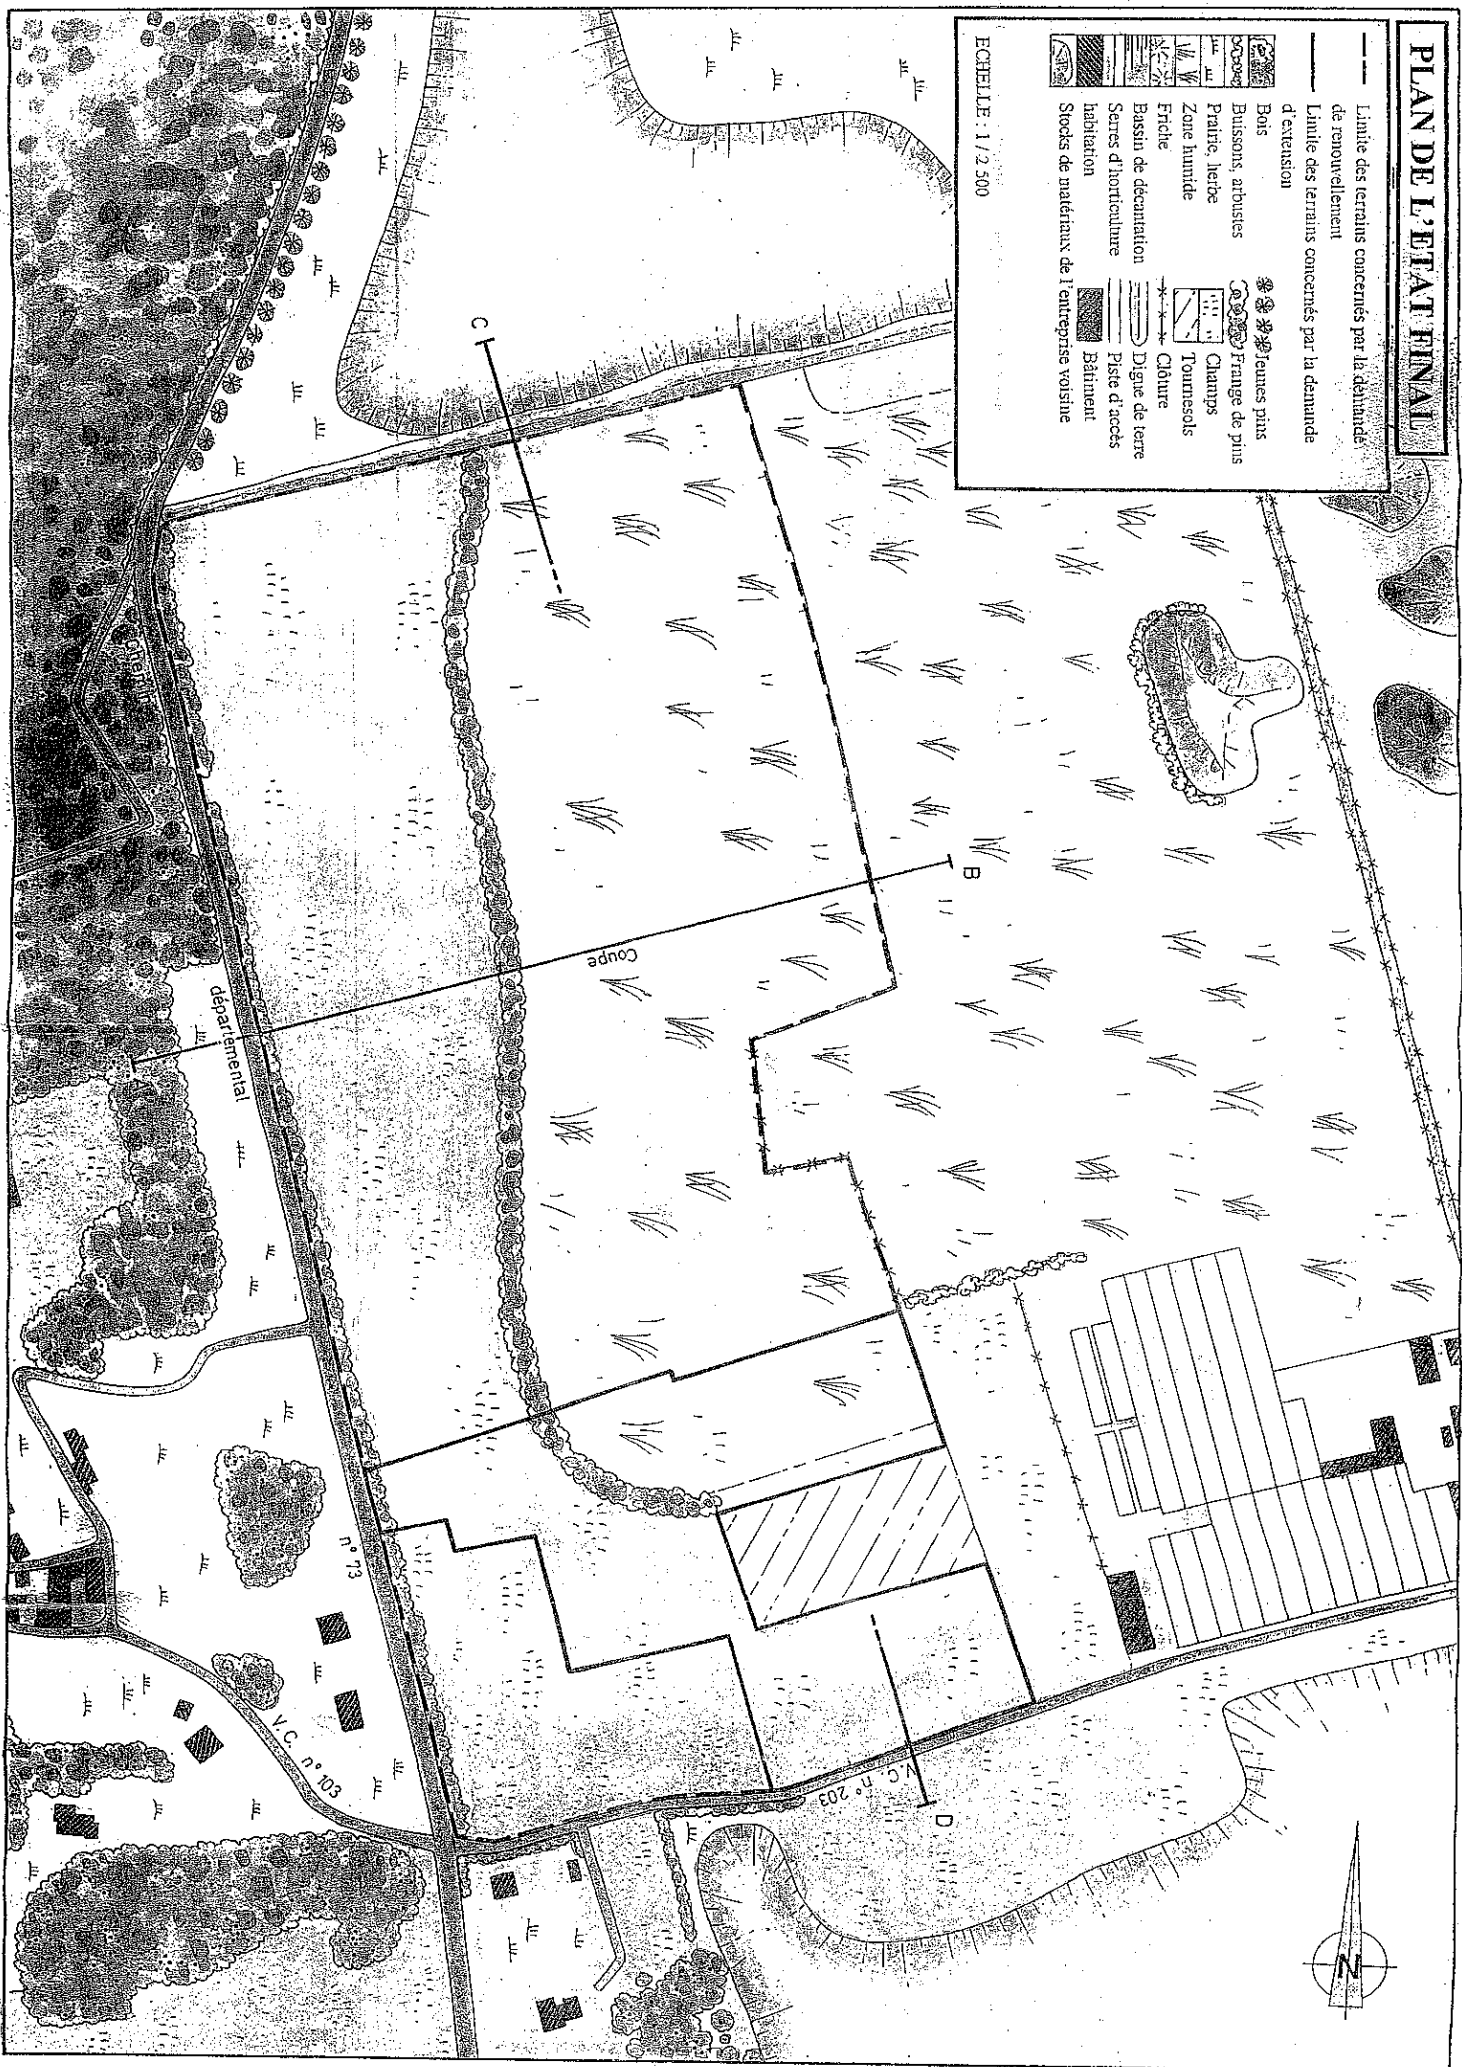 PLAN DE L'ETAT FINAL
Limite des terrains concernés par la demande
de renouvellement
Limite des terrains concernés par la demande
d'extension
Bois
Buissons, arbustes
Prairie, herbe
Zone humide
Friche
Bassin de décantation
Serres d'horticulture
habitation
Stocks de matériaux de l'entreprise voisine
Jeunes pins
Frange de pins
Champs
Tournesols
Clôture
Digue de terre
Piste d'accès
Bâtiment
ECHELLE : 1 / 2 500
C
B
Coupe
A
D
Chemin
départemental
n° 73
V.C. n° 103
V.C. n° 203
N